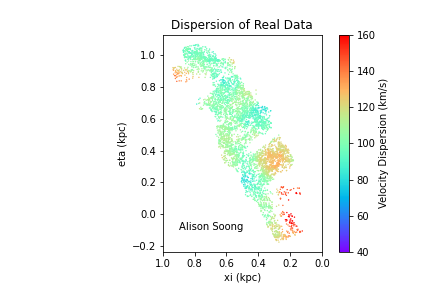 Dispersion of Real Data
1.0
0.8
0.6
0.4
0.2
0.0
−0.2
eta (kpc)
Alison Soong
1.0 0.8 0.6 0.4 0.2 0.0
xi (kpc)
160
140
120
100
80
60
40
Velocity Dispersion (km/s)